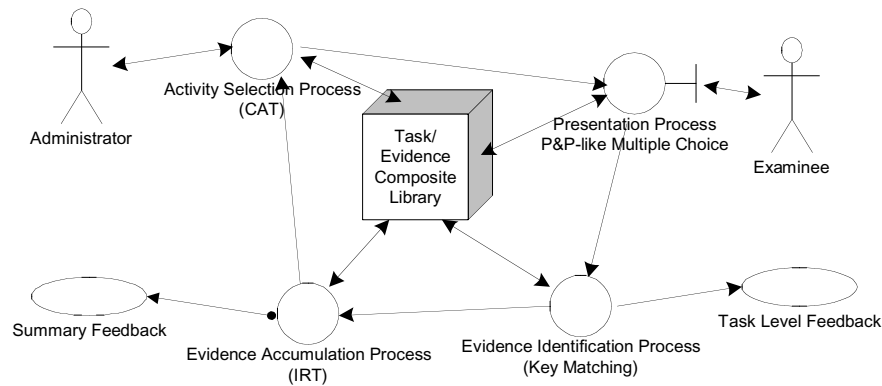 Administrator
Activity Selection Process
(CAT)
Task/
Evidence
Composite
Library
Presentation Process
P&P-like Multiple Choice
Examinee
Summary Feedback
Evidence Accumulation Process
(IRT)
Evidence Identification Process
(Key Matching)
Task Level Feedback